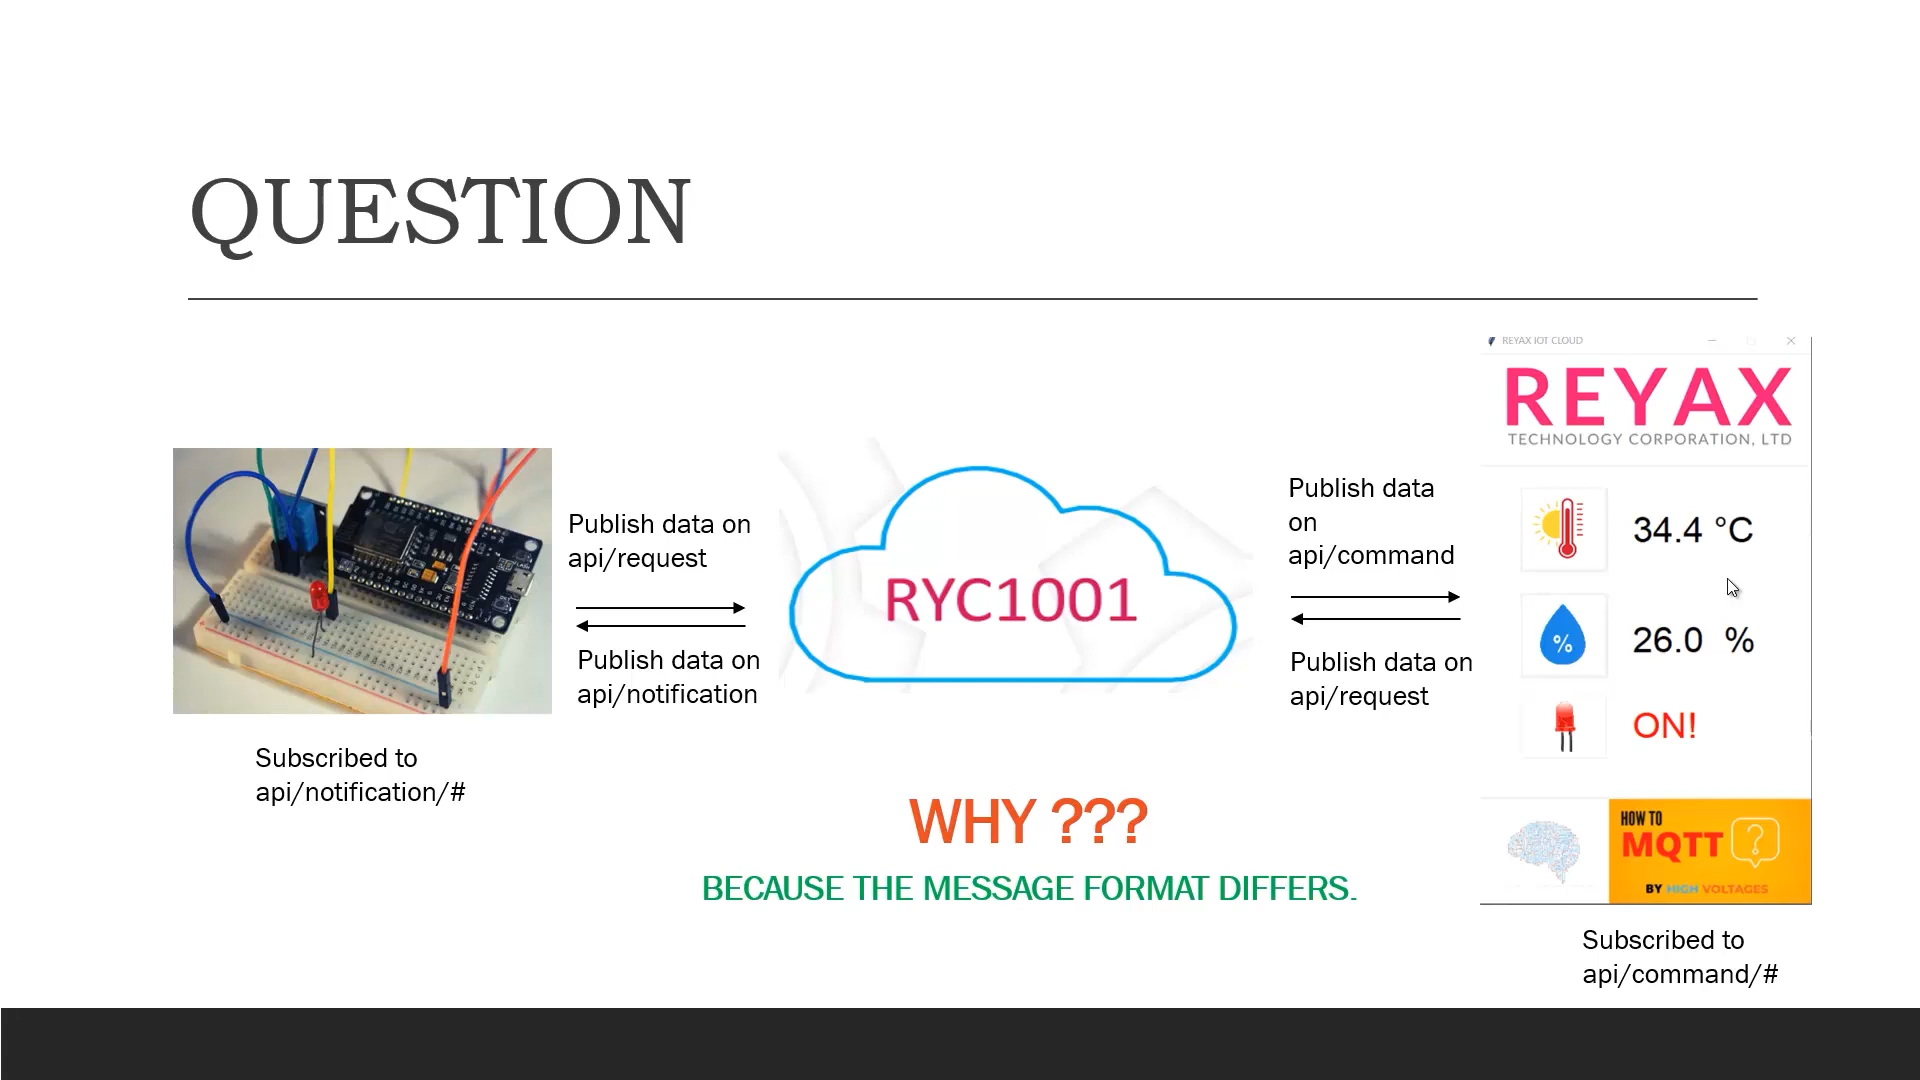 QUESTION
Publish data on
api/request
Publish data on
api/notification
Subscribed to
api/notification/#
RYC1001
Publish data
on
api/command
Publish data on
api/request
WHY ???
BECAUSE THE MESSAGE FORMAT DIFFERS.
REYAX IOT CLOUD
REYAX
TECHNOLOGY CORPORATION, LTD
34.4 °C
%
26.0 %
ON!
HOW TO
MQTT ?
BY HIGH VOLTAGES
Subscribed to
api/command/#